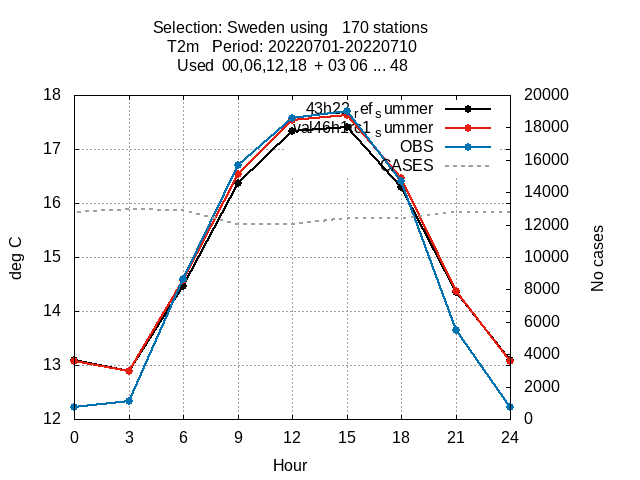 Selection: Sweden using   170 stations
T2m   Period: 20220701-20220710
Used  00,06,12,18  + 03 06 ... 48
18
17
16
15
14
13
12
20000
18000
16000
14000
12000
10000
8000
6000
4000
2000
0
43h22_ref_summer
summer
OBS
CASES
deg C
No cases
0 3 6 9 12 15 18 21 24
Hour